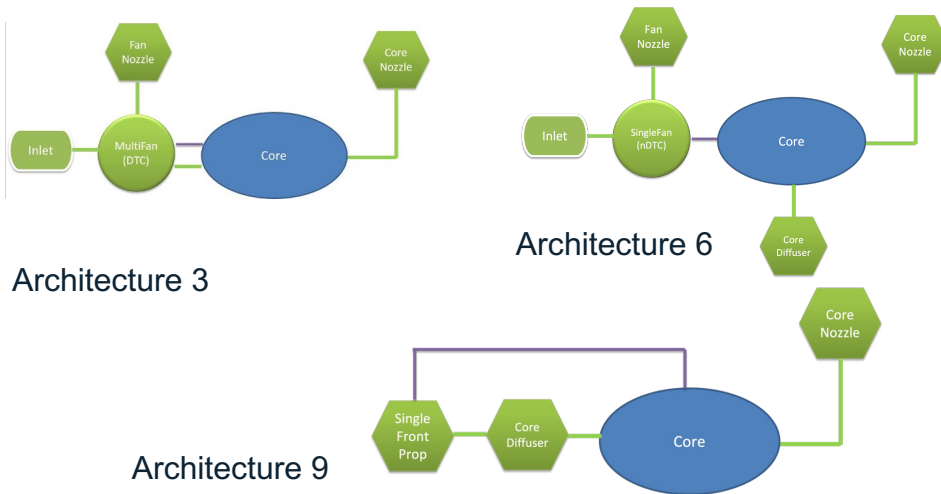 Fan
Nozzle
Core
Nozzle
Inlet
MultiFan
(DTC)
Core
Architecture 3
Fan
Nozzle
Core
Nozzle
Inlet
SingleFan
(nDTC)
Core
Core
Diffuser
Architecture 6
Core
Nozzle
Single
Front
Prop
Core
Diffuser
Core
Architecture 9